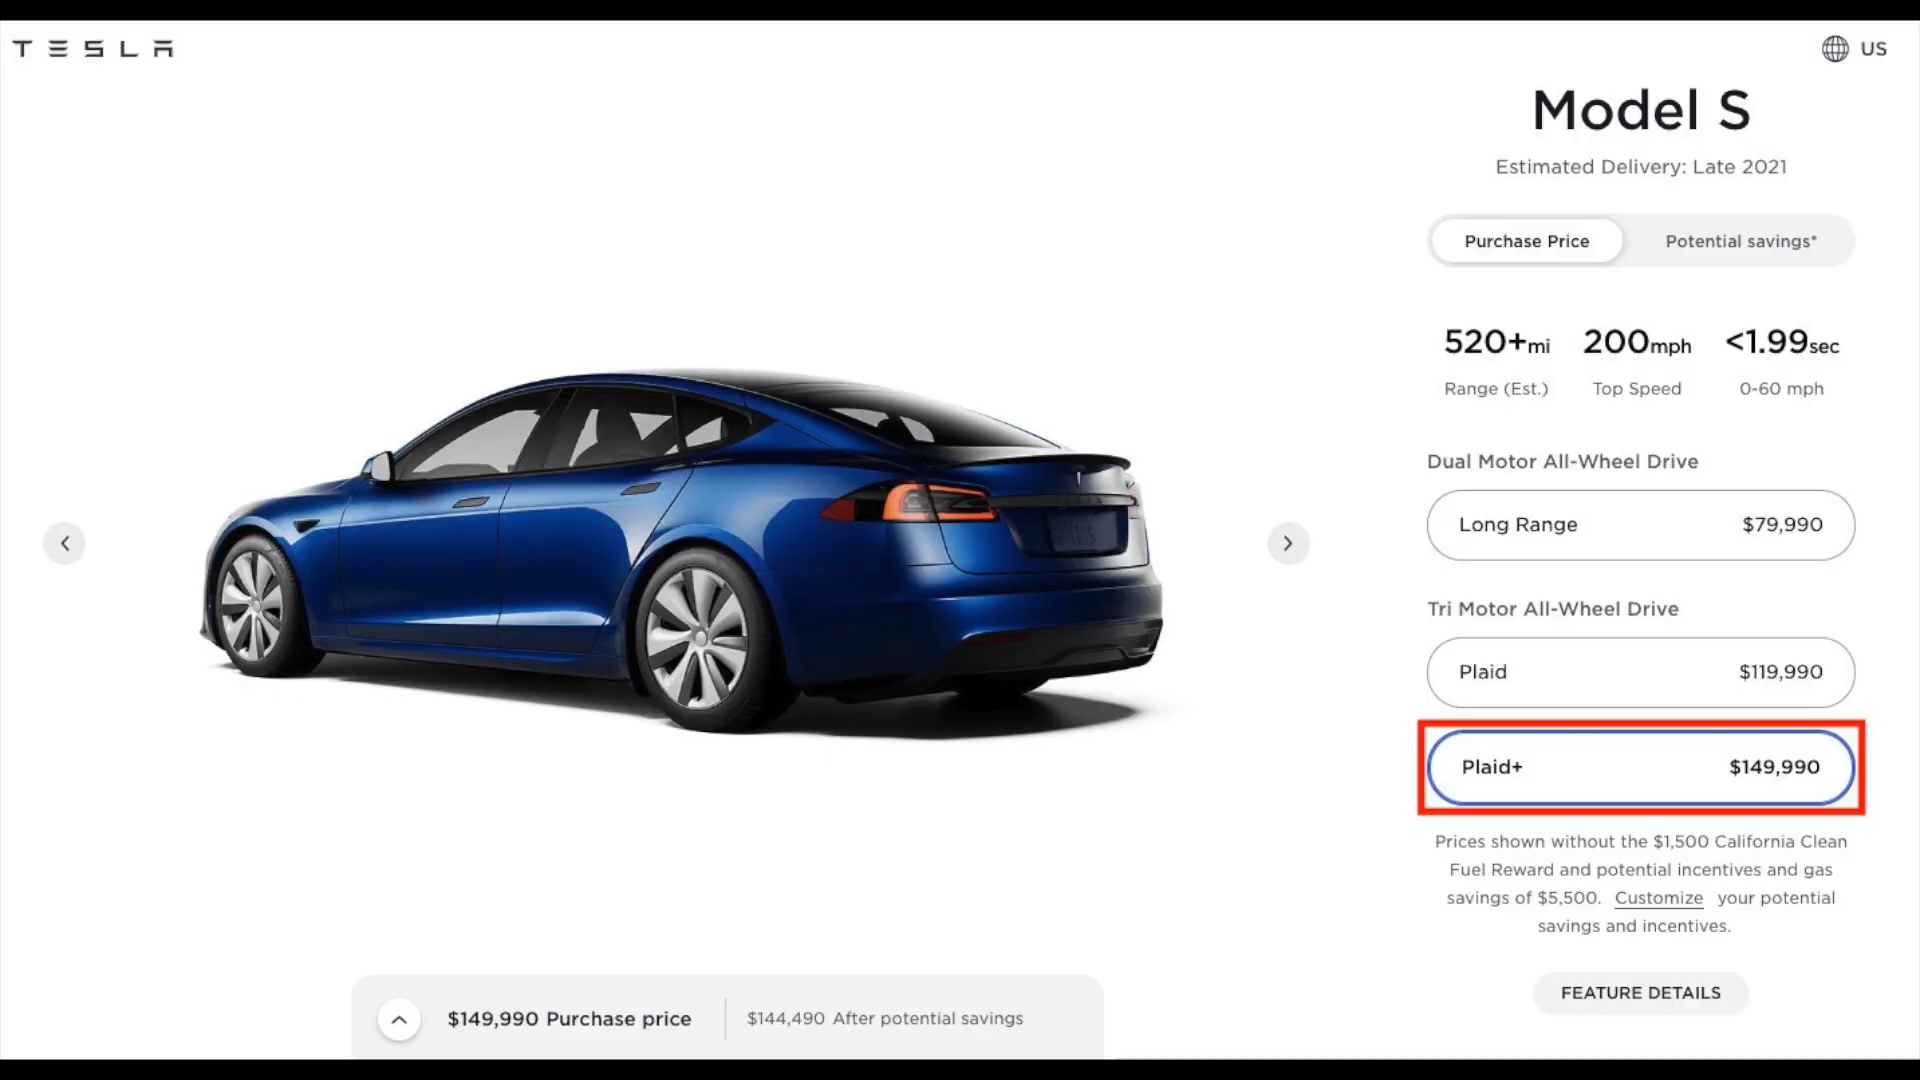 TESLA
US
Model S
Estimated Delivery: Late 2021
Purchase Price
Potential savings*
520+mi 200mph <1.99sec
Range (Est.) Top Speed 0-60 mph
Dual Motor All-Wheel Drive
Long Range $79,990
Tri Motor All-Wheel Drive
Plaid $119,990
Plaid+ $149,990
Prices shown without the $1,500 California Clean
Fuel Reward and potential incentives and gas
savings of $5,500. Customize your potential
savings and incentives.
FEATURE DETAILS
$149,990 Purchase price
$144,490 After potential savings